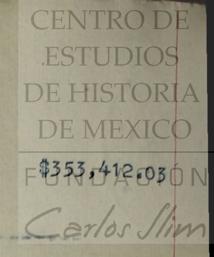 CENTRO DE
ESTUDIOS
DE HISTORIA
DE MEXICO
$353,412.03
FUNDACIÓN
Carlos Slim